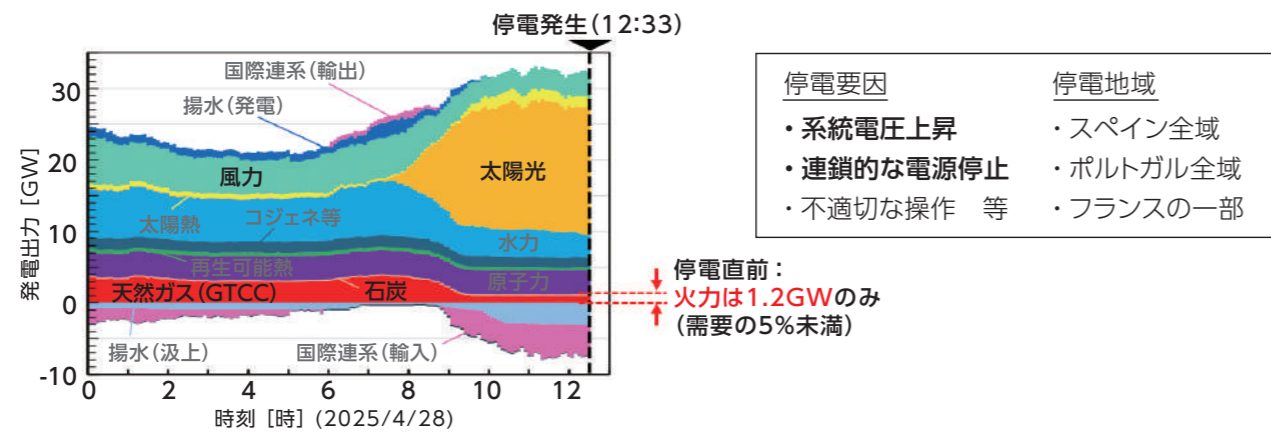 停電発生(12:33)
発電出力 [GW]
30
20
10
0
-10
国際連系(輸出)
揚水(発電)
風力
太陽光
太陽熱
コジェネ等
水力
再生可能熱
原子力
天然ガス(GTCC)
石炭
揚水(汲上)
国際連系(輸入)
0 2 4 6 8 10 12
時刻 [時] (2025/4/28)
停電直前：
火力は1.2GWのみ
(需要の5%未満)
停電要因
・系統電圧上昇
・連鎖的な電源停止
・不適切な操作　等
停電地域
・スペイン全域
・ポルトガル全域
・フランスの一部